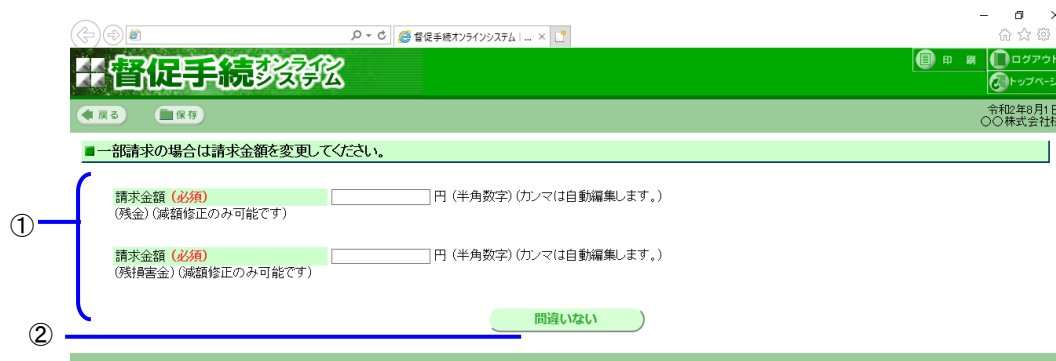 督促手続オンラインシステム | ... ×
督促手続オンラインシステム
印 刷
ログアウト
トップペー
戻る
保存
令和2年8月1日
〇〇株式会社
■一部請求の場合は請求金額を変更してください。
①
請求金額 (必須) 円 (半角数字)(カンマは自動編集します。)
(残金)(減額修正のみ可能です)
請求金額 (必須) 円 (半角数字)(カンマは自動編集します。)
(残損害金)(減額修正のみ可能です)
間違いない
②